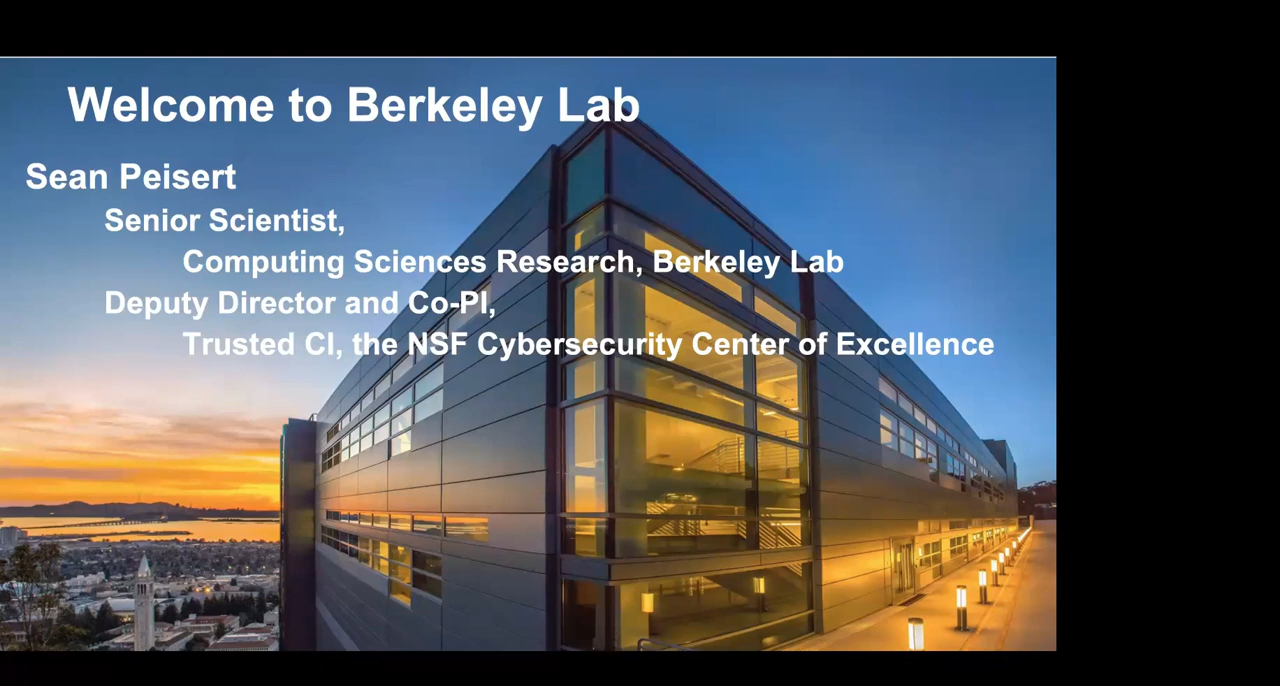 Welcome to Berkeley Lab
Sean Peisert
Senior Scientist,
Computing Sciences Research, Berkeley Lab
Deputy Director and Co-PI,
Trusted CI, the NSF Cybersecurity Center of Excellence